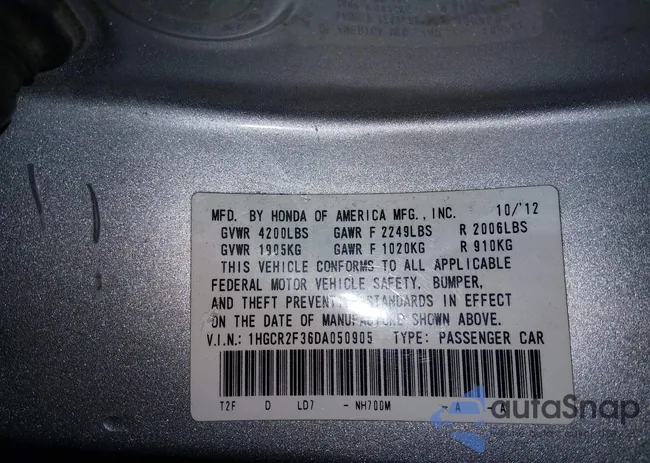 MFD. BY HONDA OF AMERICA MFG., INC. 10/'12
GVWR 4200LBS GAWR F 2249LBS R 2006LBS
GVWR 1905KG GAWR F 1020KG R 910KG
THIS VEHICLE CONFORMS TO ALL APPLICABLE
FEDERAL MOTOR VEHICLE SAFETY, BUMPER,
AND THEFT PREVENTION STANDARDS IN EFFECT
ON THE DATE OF MANUFACTURE SHOWN ABOVE.
V.I.N.: 1HGCR2F36DA050905 TYPE: PASSENGER CAR
T2F D LD7 - NH700M - A - A
autoSnap